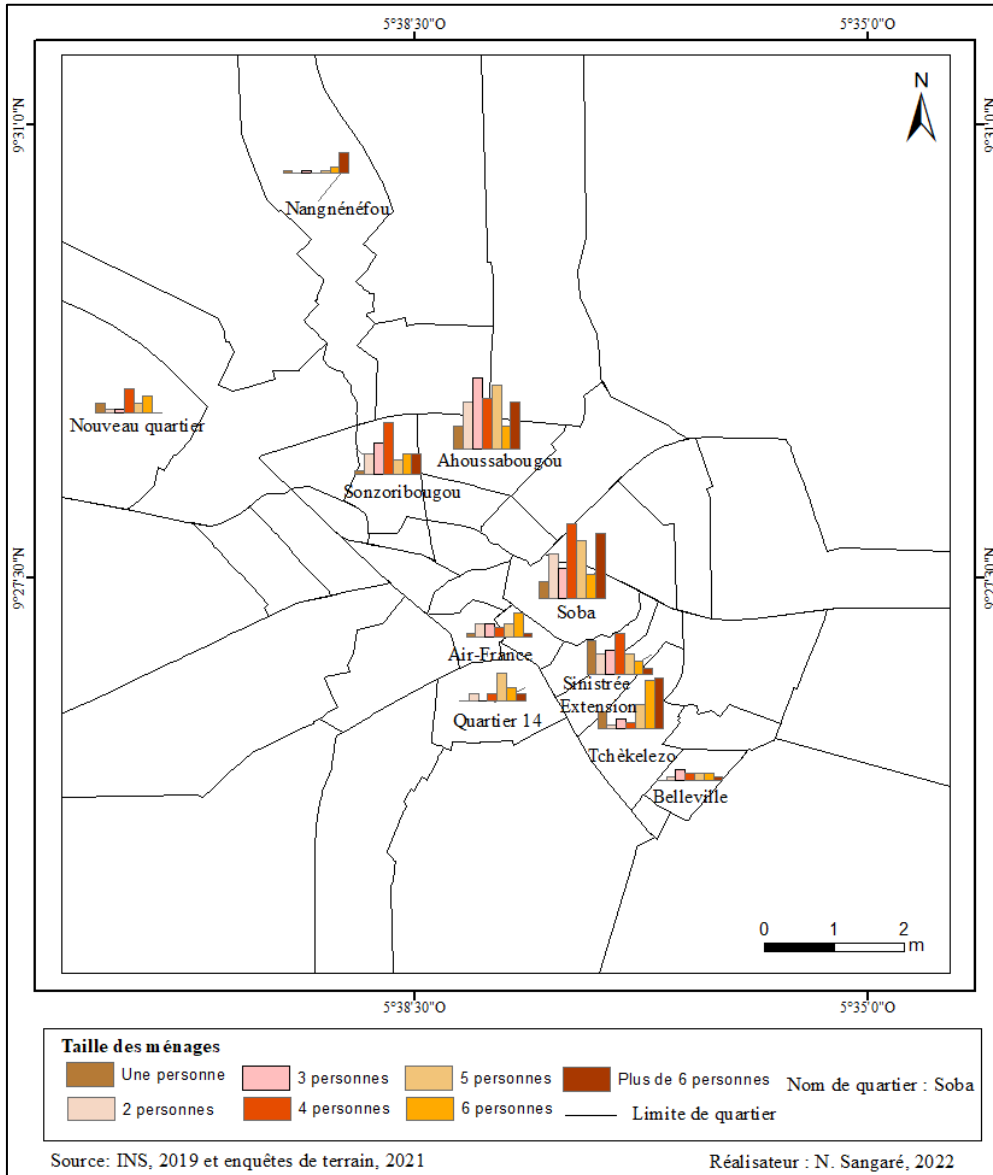 5°38'30"O 5°35'0"O
N
9°31'0"N 9°31'0"N
Nangnénéfou
Nouveau quartier
Ahoussabougou
Sonzoribougou
9°27'30"N 9°27'30"N
Soba
Air-France
Sinistrée
Extension
Quartier 14
Tchèkelezo
Belleville
0 1 2
m
5°38'30"O 5°35'0"O
Taille des ménages
Une personne 3 personnes 5 personnes Plus de 6 personnes Nom de quartier : Soba
2 personnes 4 personnes 6 personnes Limite de quartier
Source: INS, 2019 et enquêtes de terrain, 2021 Réalisateur : N. Sangaré, 2022